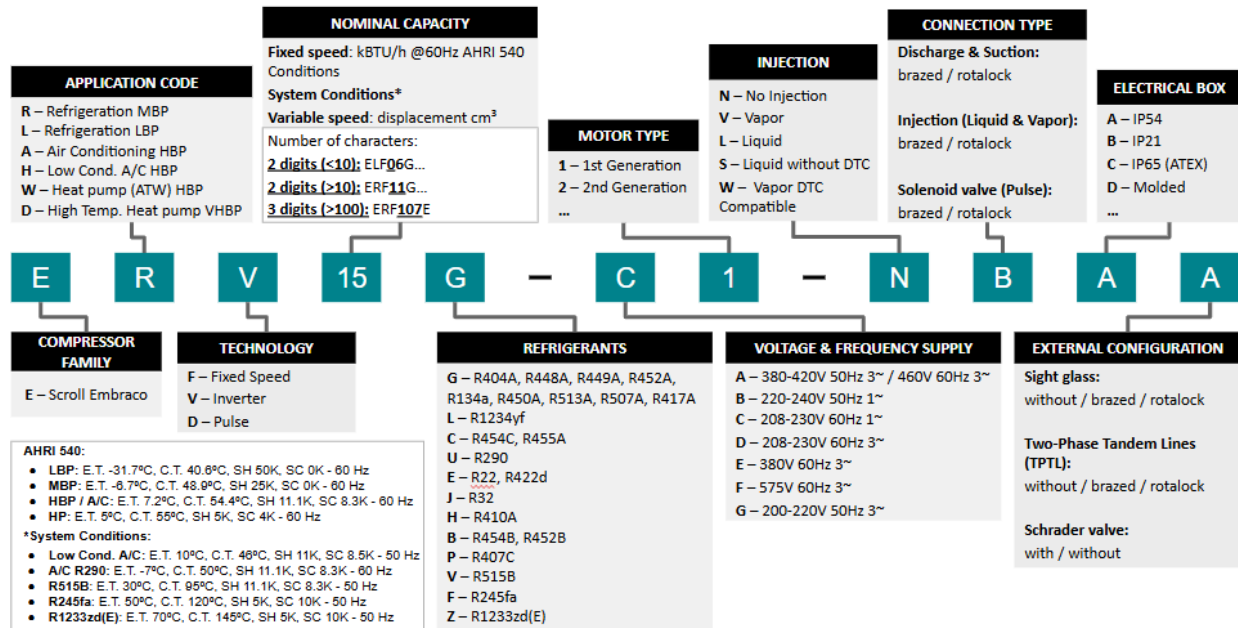 NOMINAL CAPACITY
Fixed speed: kBTU/h @60Hz AHRI 540
Conditions
System Conditions*
Variable speed: displacement cm³
Number of characters:
2 digits (<10): ELF06G...
2 digits (>10): ERF11G...
3 digits (>100): ERF107E
APPLICATION CODE
R – Refrigeration MBP
L – Refrigeration LBP
A – Air Conditioning HBP
H – Low Cond. A/C HBP
W – Heat pump (ATW) HBP
D – High Temp. Heat pump VHBP
MOTOR TYPE
1 - 1st Generation
2 - 2nd Generation
...
INJECTION
N – No Injection
V – Vapor
L – Liquid
S – Liquid without DTC
W – Vapor DTC
Compatible
CONNECTION TYPE
Discharge & Suction:
brazed / rotalock
Injection (Liquid & Vapor):
brazed / rotalock
Solenoid valve (Pulse):
brazed / rotalock
ELECTRICAL BOX
A – IP54
B – IP21
C – IP65 (ATEX)
D – Molded
...
E R V 15 G – C 1 – N B A A
COMPRESSOR
FAMILY
E – Scroll Embraco
TECHNOLOGY
F – Fixed Speed
V – Inverter
D – Pulse
REFRIGERANTS
G – R404A, R448A, R449A, R452A,
R134a, R450A, R513A, R507A, R417A
L – R1234yf
C – R454C, R455A
U – R290
E – R22, R422d
J – R32
H – R410A
B – R454B, R452B
P – R407C
V – R515B
F – R245fa
Z – R1233zd(E)
VOLTAGE & FREQUENCY SUPPLY
A – 380-420V 50Hz 3~ / 460V 60Hz 3~
B – 220-240V 50Hz 1~
C – 208-230V 60Hz 1~
D – 208-230V 60Hz 3~
E – 380V 60Hz 3~
F – 575V 60Hz 3~
G – 200-220V 50Hz 3~
EXTERNAL CONFIGURATION
Sight glass:
without / brazed / rotalock
Two-Phase Tandem Lines
(TPTL):
without / brazed / rotalock
Schrader valve:
with / without
AHRI 540:
● LBP: E.T. -31.7ºC, C.T. 40.6ºC, SH 50K, SC 0K - 60 Hz
● MBP: E.T. -6.7ºC, C.T. 48.9ºC, SH 25K, SC 0K - 60 Hz
● HBP / A/C: E.T. 7.2ºC, C.T. 54.4ºC, SH 11.1K, SC 8.3K - 60 Hz
● HP: E.T. 5ºC, C.T. 55ºC, SH 5K, SC 4K - 60 Hz
*System Conditions:
● Low Cond. A/C: E.T. 10ºC, C.T. 46ºC, SH 11K, SC 8.5K - 50 Hz
● A/C R290: E.T. -7ºC, C.T. 50ºC, SH 11.1K, SC 8.3K - 60 Hz
● R515B: E.T. 30ºC, C.T. 95ºC, SH 11.1K, SC 8.3K - 50 Hz
● R245fa: E.T. 50ºC, C.T. 120ºC, SH 5K, SC 10K - 50 Hz
● R1233zd(E): E.T. 70ºC, C.T. 145ºC, SH 5K, SC 10K - 50 Hz